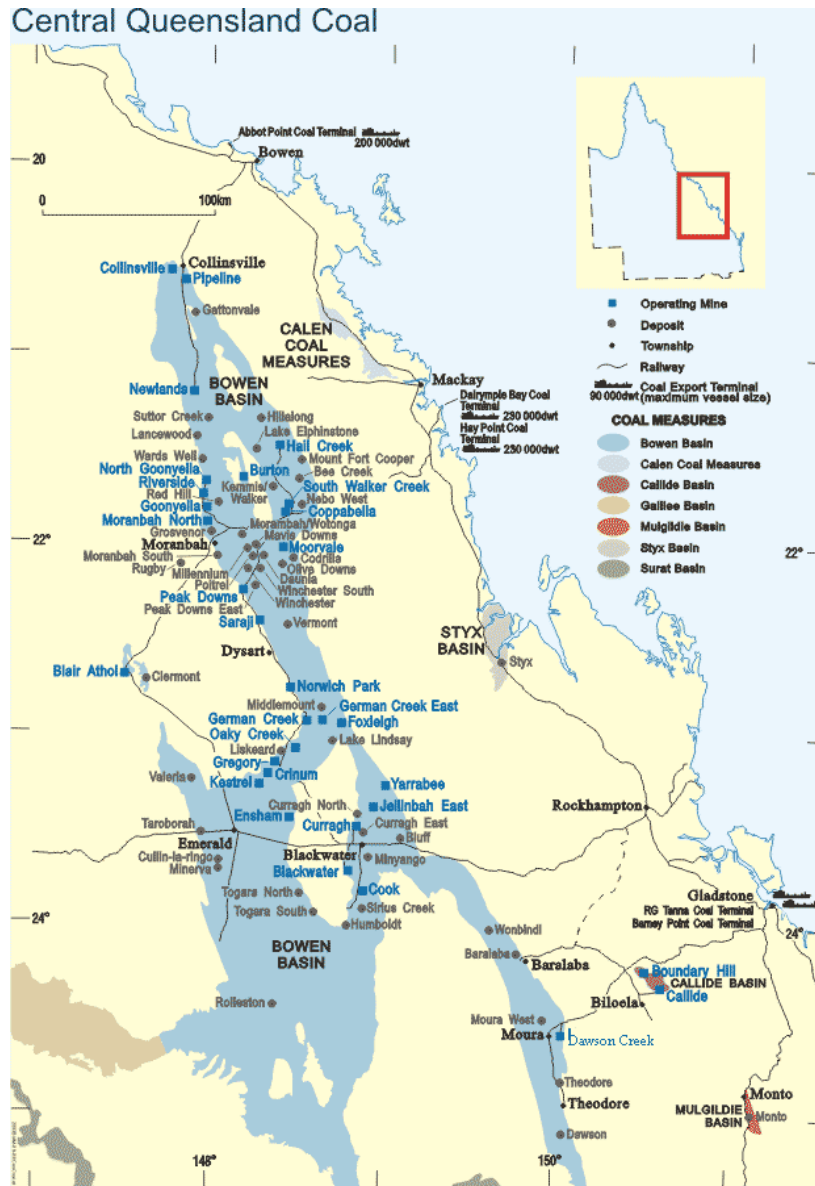 Central Queensland Coal
Abbot Point Coal Terminal
200 000dwt
Bowen
20
0
100km
Collinsville
Collinsville
Pipeline
Gattonvale
CALEN
COAL
MEASURES
Operating Mine
Deposit
Township
Railway
Coal Export Terminal
90 000dwt
(maximum vessel size)
COAL MEASURES
Bowen Basin
Calen Coal Measures
Callide Basin
Galilee Basin
Mulgildie Basin
Styx Basin
Surat Basin
Mackay
Dalrymple Bay Coal
Terminal
230 000dwt
Hay Point Coal
Terminal
230 000dwt
Newlands
BOWEN
BASIN
Suttor Creek
Hillalong
Lancewood
Lake Elphinstone
Hail Creek
Wards Well
Mount Fort Cooper
North Goonyella
Burton
Bee Creek
Riverside
Kemmis/
Walker
South Walker Creek
Red Hill
Nebo West
Goonyella
Coppabella
Moranbah North
Morambah/Wotonga
Grosvenor
Mavis Downs
Moranbah
Moorvale
22°
22°
Moranbah South
Codrilla
Rugby
Olive Downs
Millennium
Daunia
Poitrel
Winchester South
Peak Downs
Winchester
Peak Downs East
Saraji
Vermont
STYX
BASIN
Styx
Dysart
Blair Athol
Clermont
Norwich Park
Middlemount
German Creek East
German Creek
Foxleigh
Oaky Creek
Lake Lindsay
Liskeard
Gregory
Crinum
Valeria
Kestrel
Yarrabee
Curragh North
Jellinbah East
Rockhampton
Ensham
Curragh
Curragh East
Taroborah
Bluff
Emerald
Blackwater
Cullin-la-ringo
Minyango
Minerva
Blackwater
Togara North
Cook
Gladstone
Togara South
Sirius Creek
RG Tanna Coal Terminal
24°
Humboldt
Barney Point Coal Terminal
24°
Wonbindi
BOWEN
BASIN
Baralaba
Baralaba
Boundary Hill
CALLIDE BASIN
Callide
Biloela
Rolleston
Moura West
Moura
Dawson Creek
Theodore
Theodore
Monto
MULGILDIE
BASIN
Monto
Dawson
148°
150°